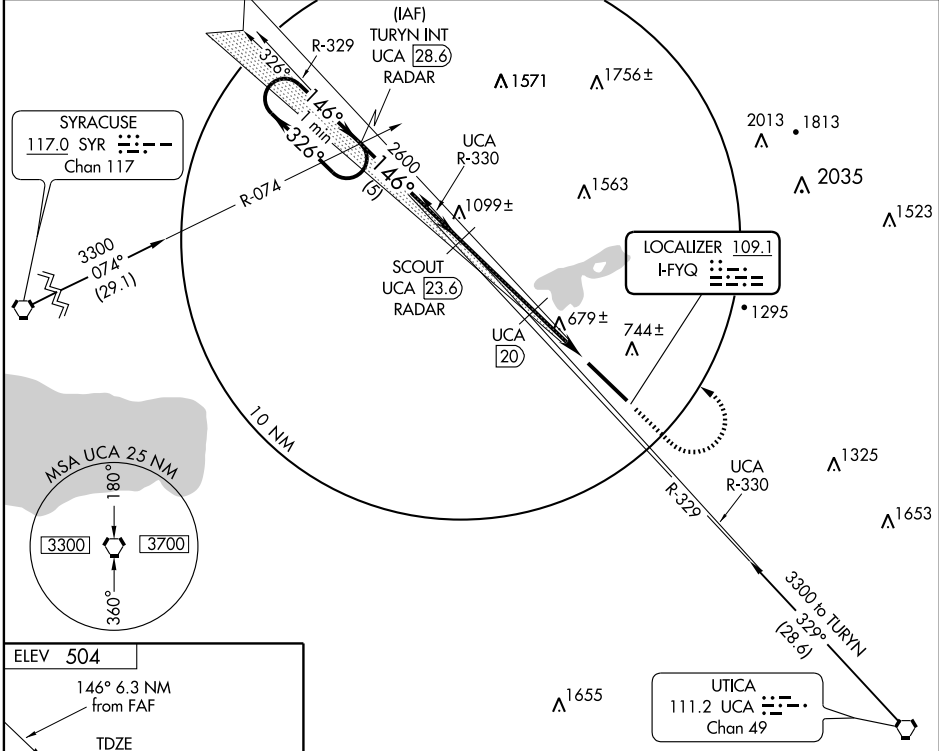 (IAF)
TURYN INT
UCA 28.6
RADAR
R-329
326°
146°
1 min
326°
N
2600
146°
(5)
UCA
R-330
1571
1756±
2013
1813
2035
1563
1523
1099±
SYRACUSE
117.0 SYR
Chan 117
R-074
3300
074°
(29.1)
SCOUT
UCA 23.6
RADAR
LOCALIZER 109.1
I-FYQ
1295
UCA
20
679±
744±
10 NM
MSA UCA 25 NM
180°
3300
3700
360°
UCA
R-330
R-329
1325
1653
3300 to TURYN
329°
(28.6)
1655
UTICA
111.2 UCA
Chan 49
ELEV 504
146° 6.3 NM
from FAF
TDZE